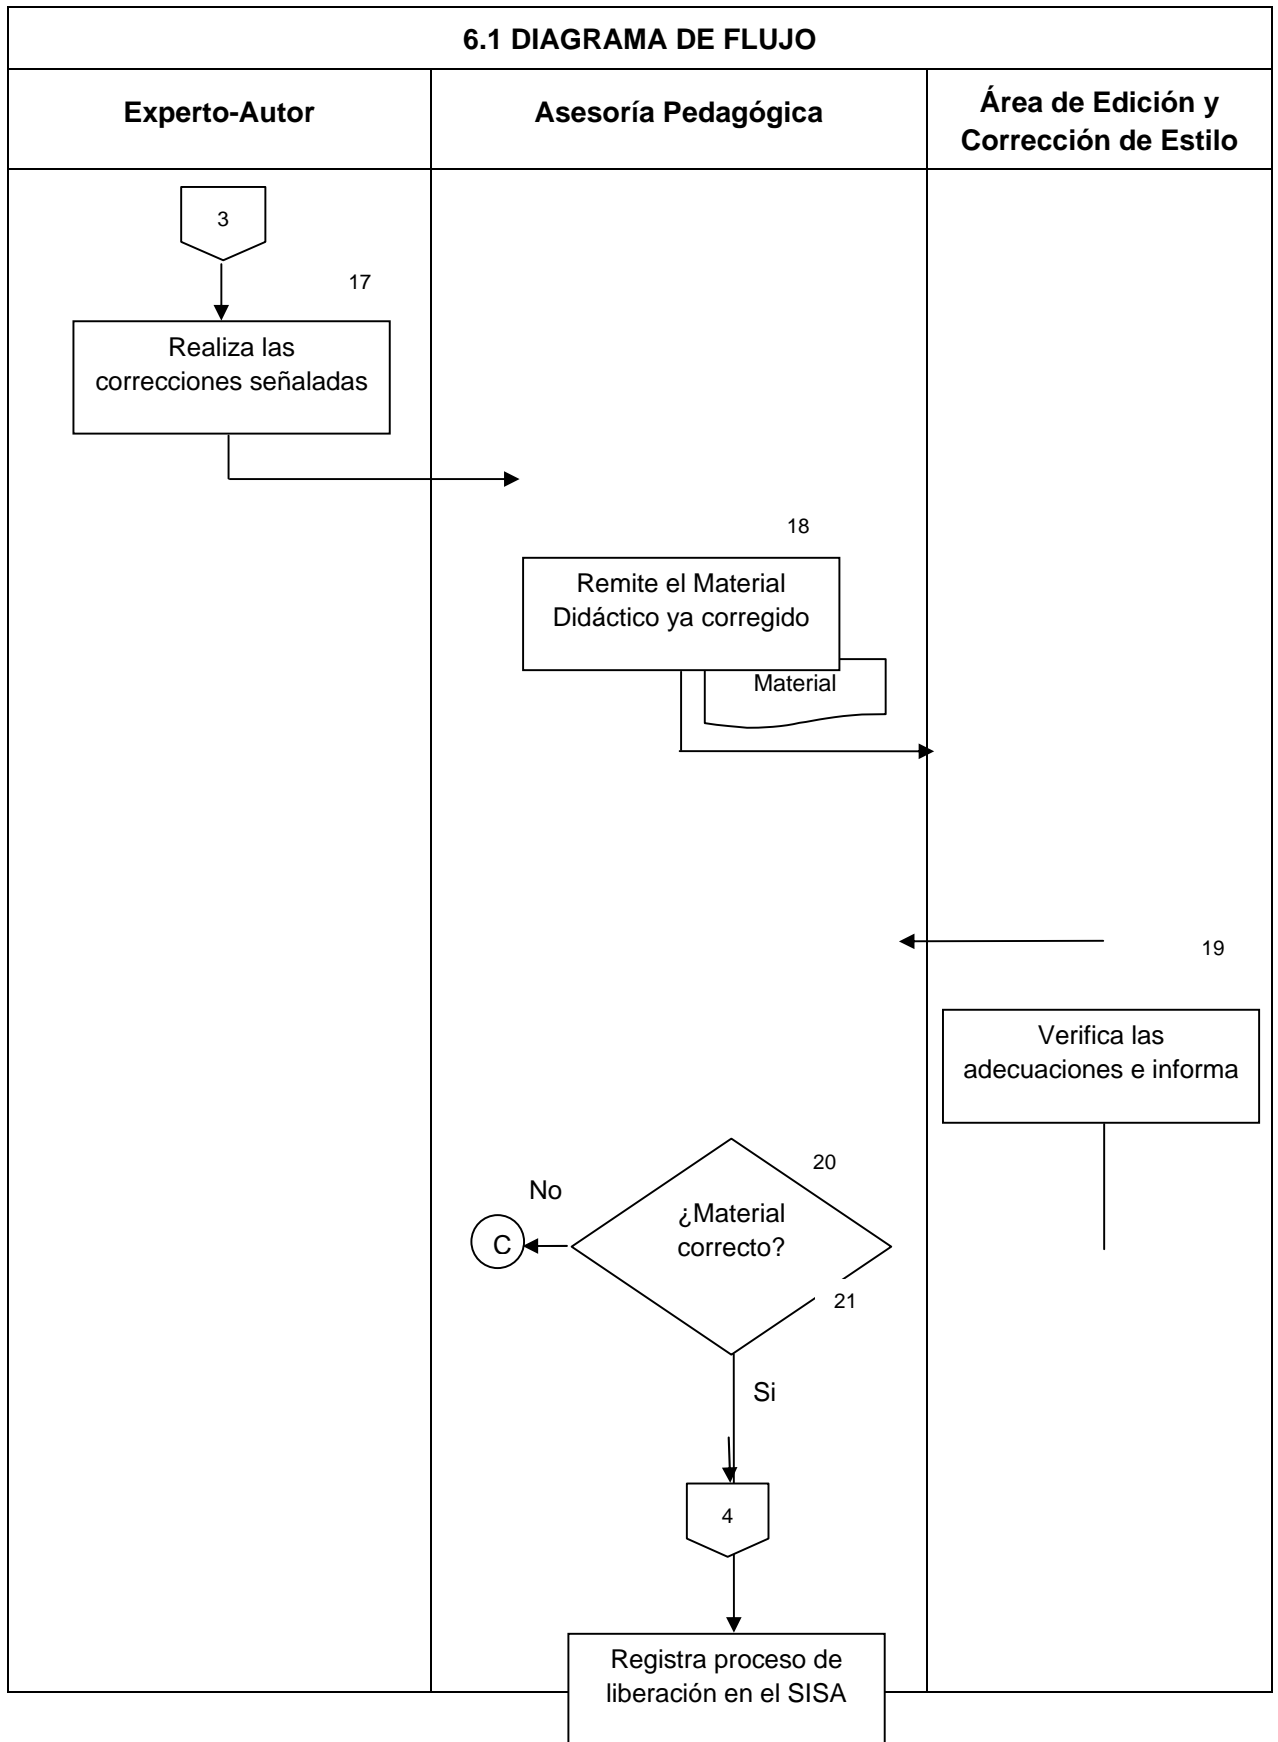 6.1 DIAGRAMA DE FLUJO
Experto-Autor
Asesoría Pedagógica
Área de Edición y
Corrección de Estilo
3
17
Realiza las
correcciones señaladas
18
Remite el Material
Didáctico ya corregido
Material
19
Verifica las
adecuaciones e informa
20
No
¿Material
correcto?
C
21
Si
4
Registra proceso de
liberación en el SISA